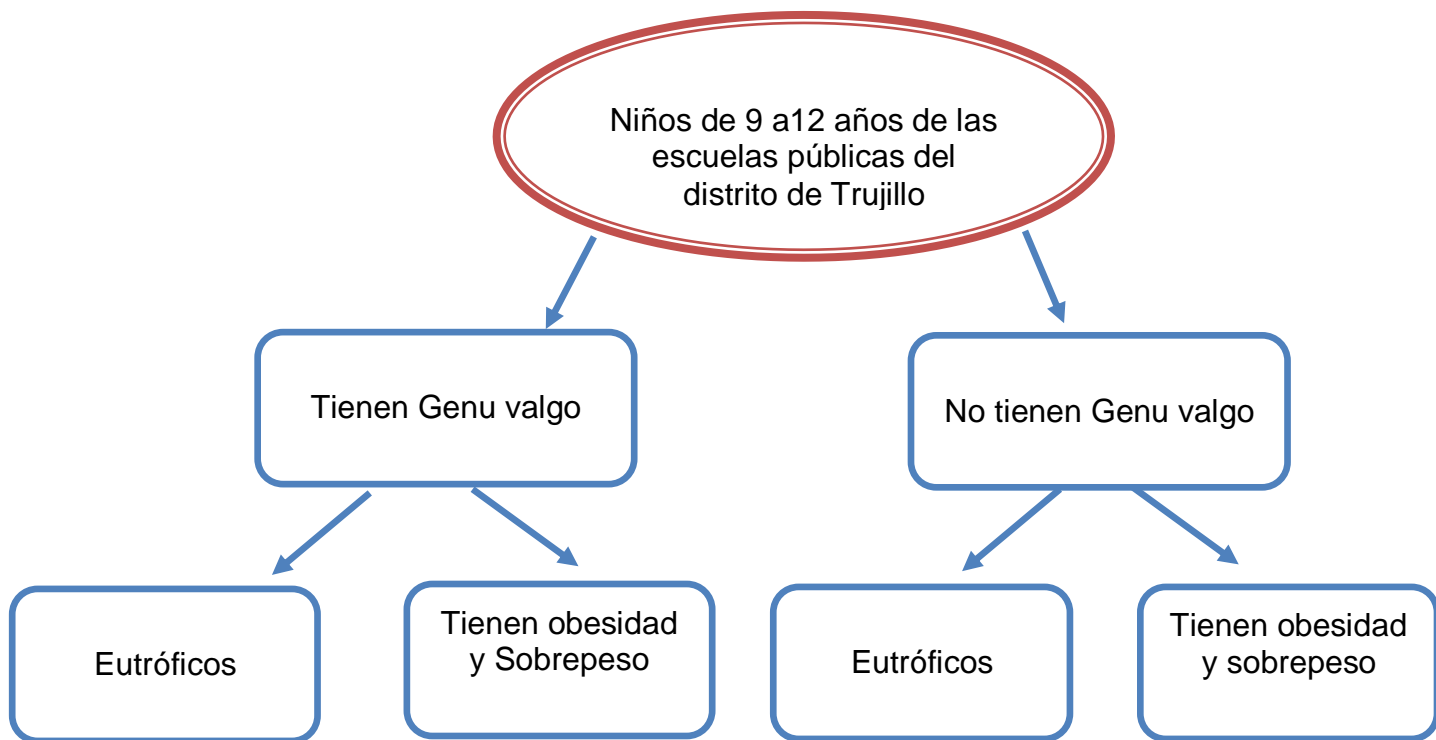 Niños de 9 a12 años de las
escuelas públicas del
distrito de Trujillo
Tienen Genu valgo
No tienen Genu valgo
Eutróficos
Tienen obesidad
y Sobrepeso
Eutróficos
Tienen obesidad
y sobrepeso